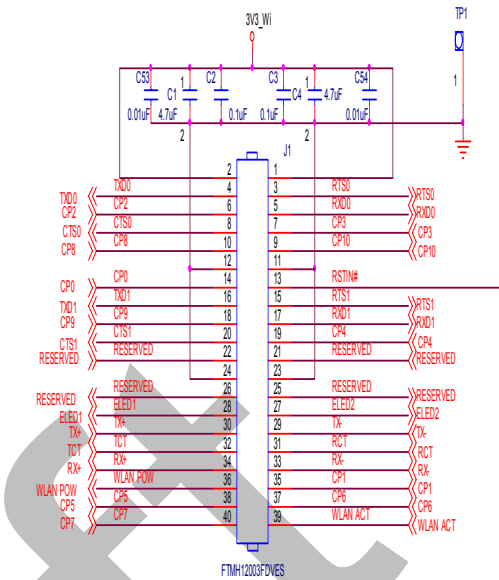 3V3_Wi
TP1
1
C53 C1 C2 C3 C4 C54
1 1
0.01uF 4.7uF 0.1uF 0.1uF 4.7uF 0.01uF
2 2
J1
2 1
TXD0 TXD0 4 3 RTS0 RTS0
CP2 CP2 6 5 RXD0 RXD0
CTS0 CTS0 8 7 CP3 CP3
CP8 CP8 10 9 CP10 CP10
12 11
CP0 CP0 14 13 RSTIN#
TXD1 TXD1 16 15 RTS1 RTS1
CP9 CP9 18 17 RXD1 RXD1
CTS1 CTS1 20 19 CP4 CP4
RESERVED RESERVED 22 21 RESERVED RESERVED
24 23
RESERVED RESERVED 26 25 RESERVED RESERVED
ELED1 ELED1 28 27 ELED2 ELED2
TX+ TX+ 30 29 TX- TX-
TCT TCT 32 31 RCT RCT
RX+ RX+ 34 33 RX- RX-
WLAN POW WLAN POW 36 35 CP1 CP1
CP5 CP5 38 37 CP6 CP6
CP7 CP7 40 39 WLAN ACT WLAN ACT
FTMH12003FDVES